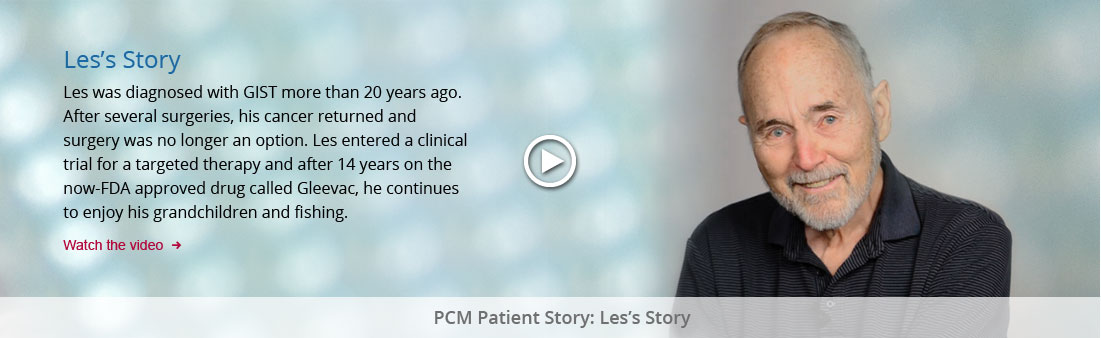 Les’s Story
Les was diagnosed with GIST more than 20 years ago.
After several surgeries, his cancer returned and
surgery was no longer an option. Les entered a clinical
trial for a targeted therapy and after 14 years on the
now-FDA approved drug called Gleevac, he continues
to enjoy his grandchildren and fishing.
Watch the video →
PCM Patient Story: Les’s Story